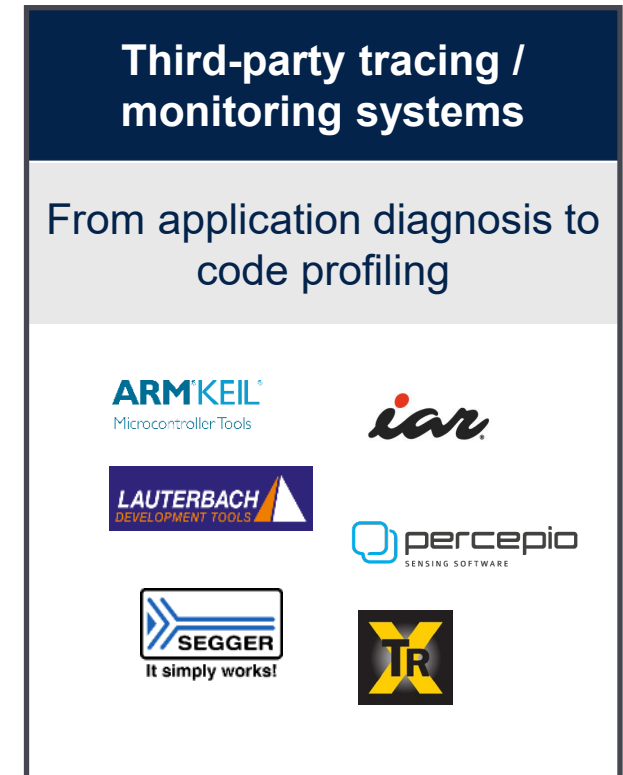 Third-party tracing /
monitoring systems
From application diagnosis to
code profiling
ARM®KEIL®
Microcontroller Tools
iar®
LAUTERBACH
DEVELOPMENT TOOLS
percepio
SENSING SOFTWARE
SEGGER
It simply works!
X
TR